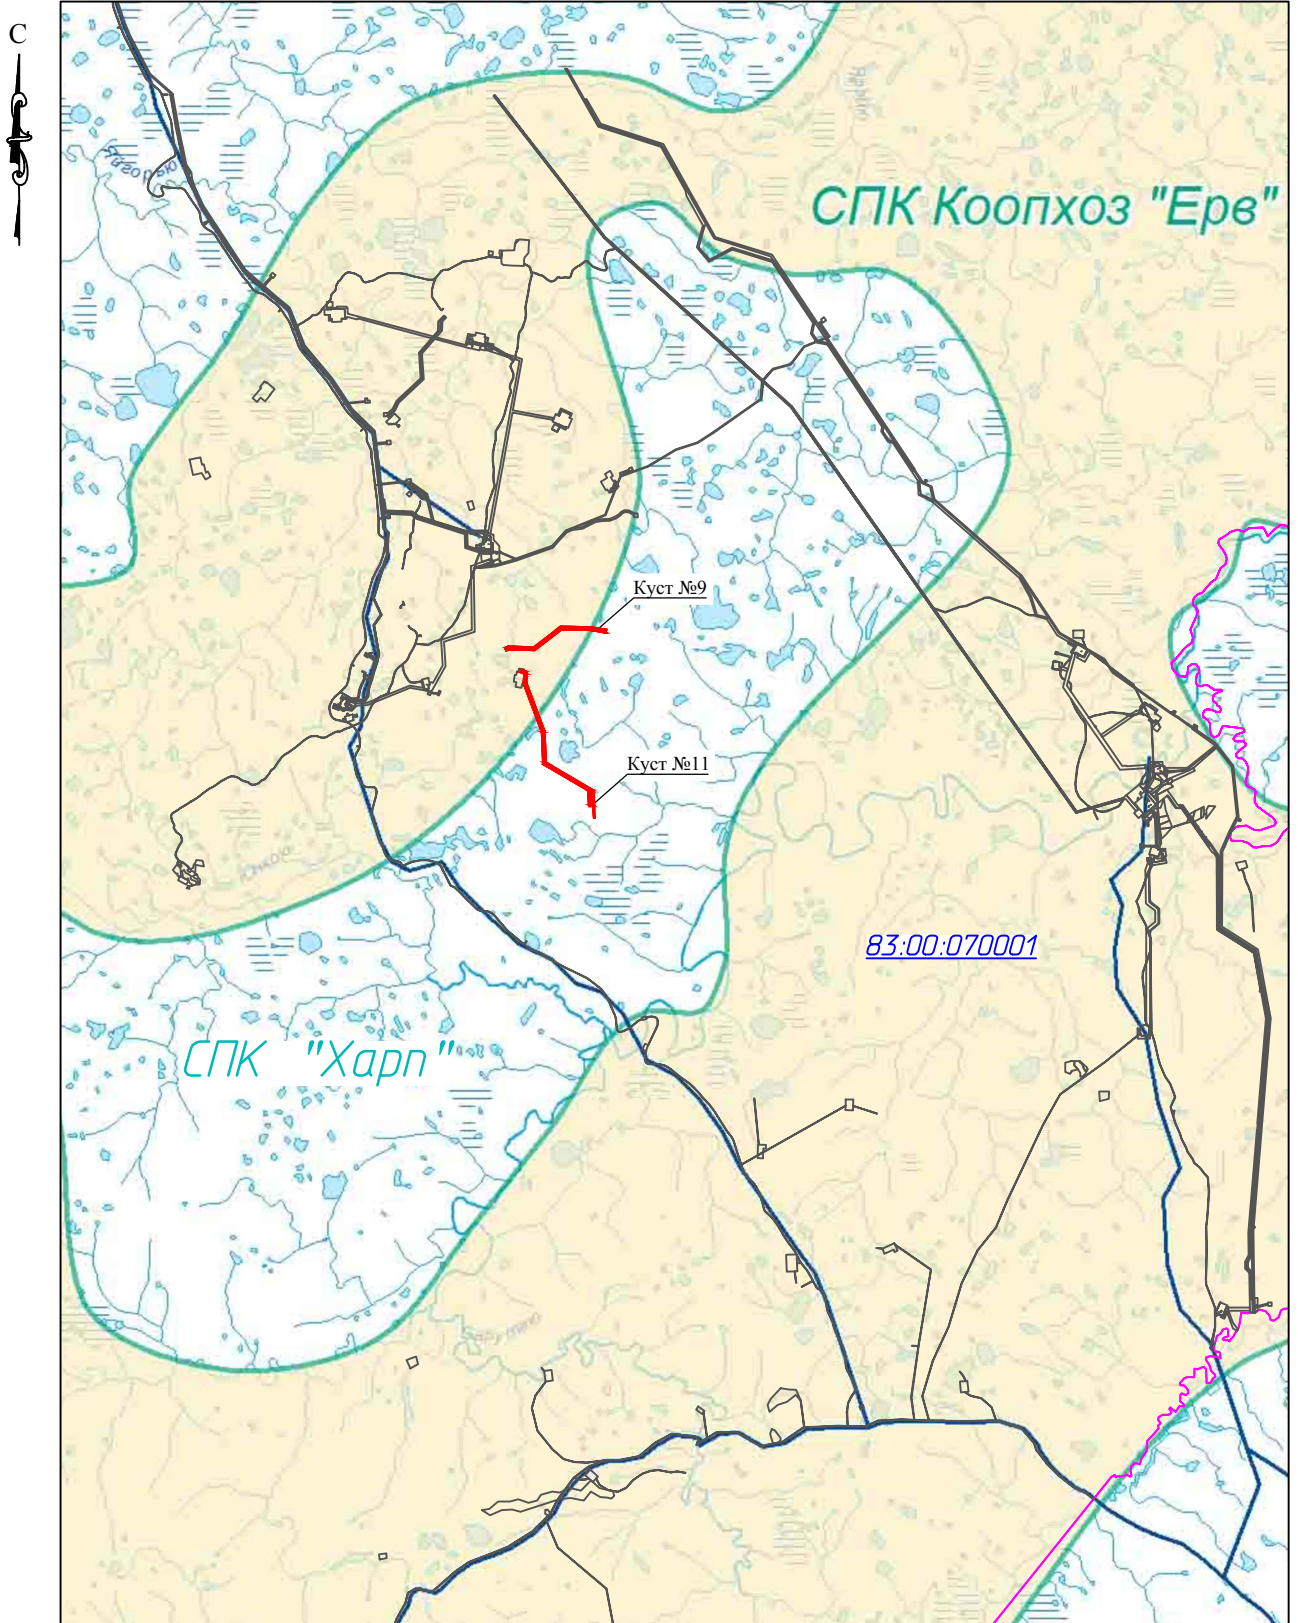 С
СПК Коопхоз "Ерв"
Куст №9
Куст №11
83:00:070001
СПК "Харп"